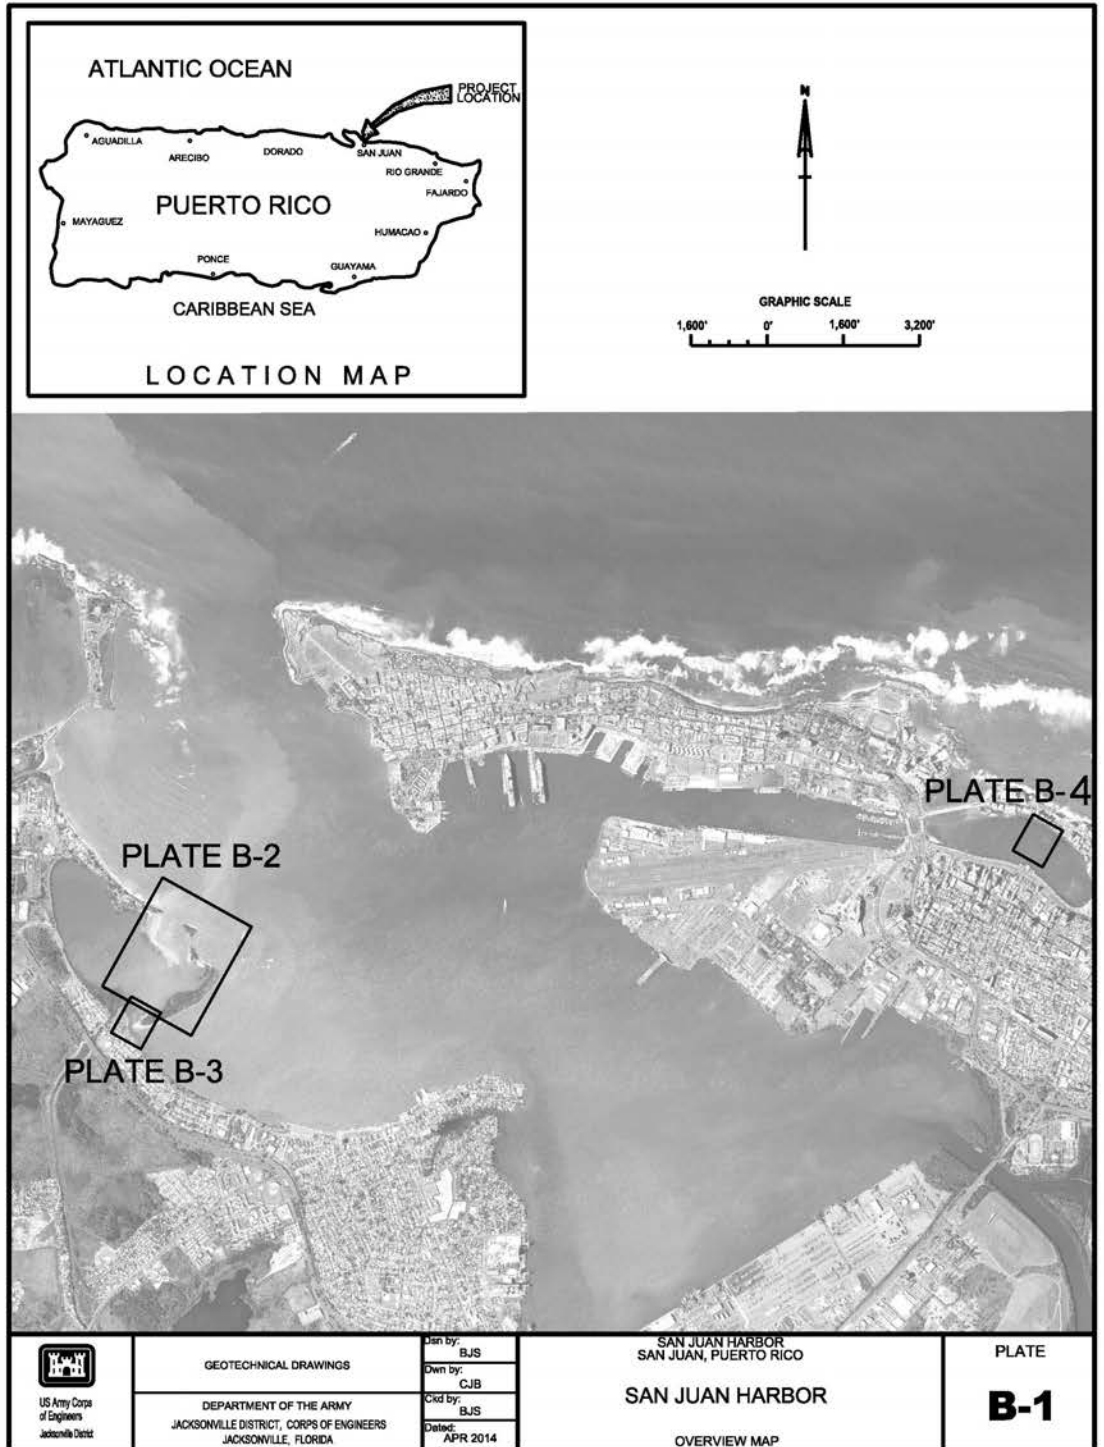 ATLANTIC OCEAN
PROJECT
LOCATION
AGUADILLA
ARECIBO
DORADO
SAN JUAN
RIO GRANDE
FAJARDO
PUERTO RICO
MAYAGUEZ
HUMACAO
PONCE
GUAYAMA
CARIBBEAN SEA
LOCATION MAP
N
GRAPHIC SCALE
1,600' 0' 1,600' 3,200'
PLATE B-4
PLATE B-2
PLATE B-3
US Army Corps
of Engineers
Jacksonville District
GEOTECHNICAL DRAWINGS
DEPARTMENT OF THE ARMY
JACKSONVILLE DISTRICT, CORPS OF ENGINEERS
JACKSONVILLE, FLORIDA
Dsn by:
BJS
Dwn by:
CJB
Ckd by:
BJS
Dated:
APR 2014
SAN JUAN HARBOR
SAN JUAN, PUERTO RICO
SAN JUAN HARBOR
OVERVIEW MAP
PLATE
B-1